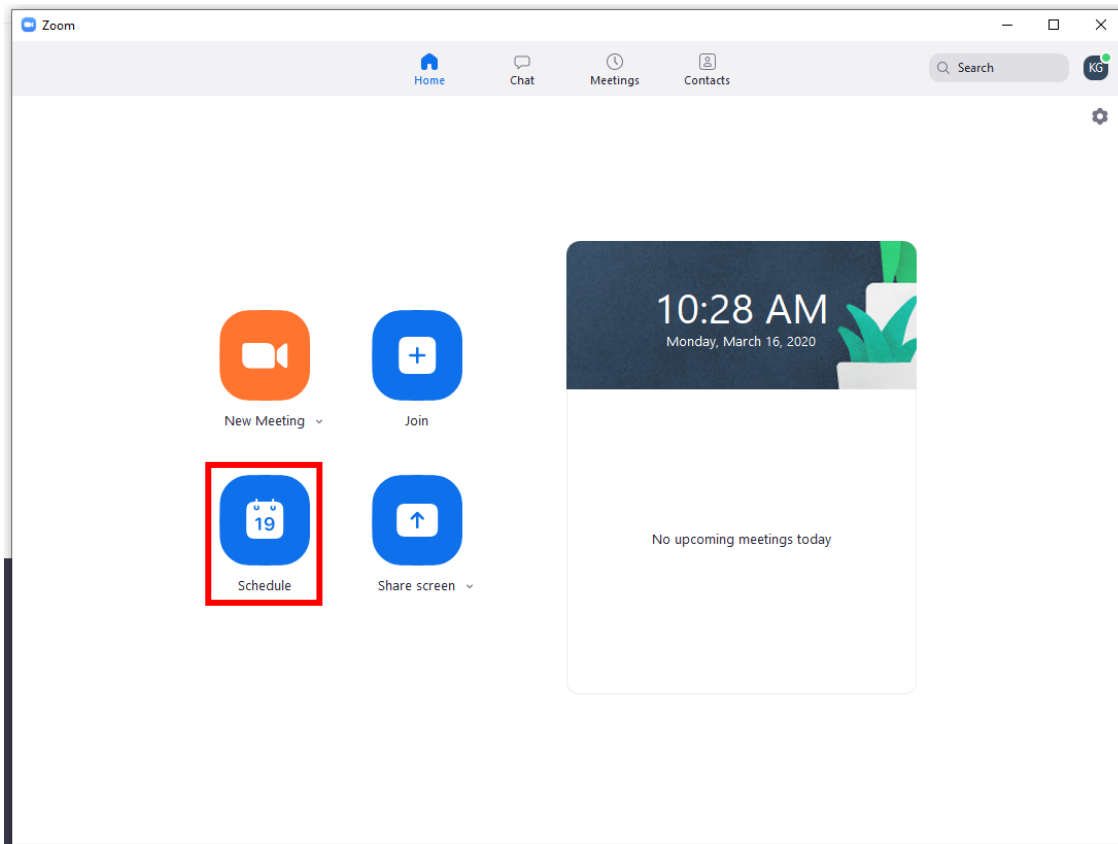 Zoom
Home
Chat
Meetings
Contacts
Search
KG
10:28 AM
Monday, March 16, 2020
New Meeting
Join
19
Schedule
Share screen
No upcoming meetings today